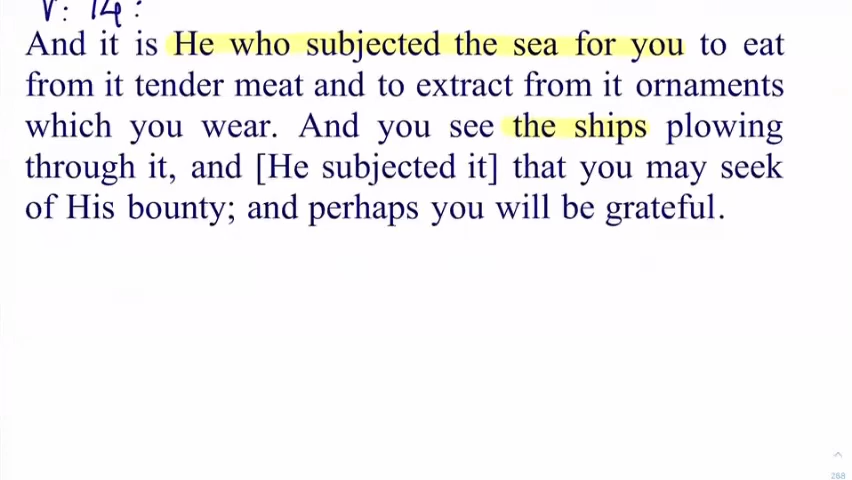 V: 14:
And it is He who subjected the sea for you to eat
from it tender meat and to extract from it ornaments
which you wear. And you see the ships plowing
through it, and [He subjected it] that you may seek
of His bounty; and perhaps you will be grateful.
268